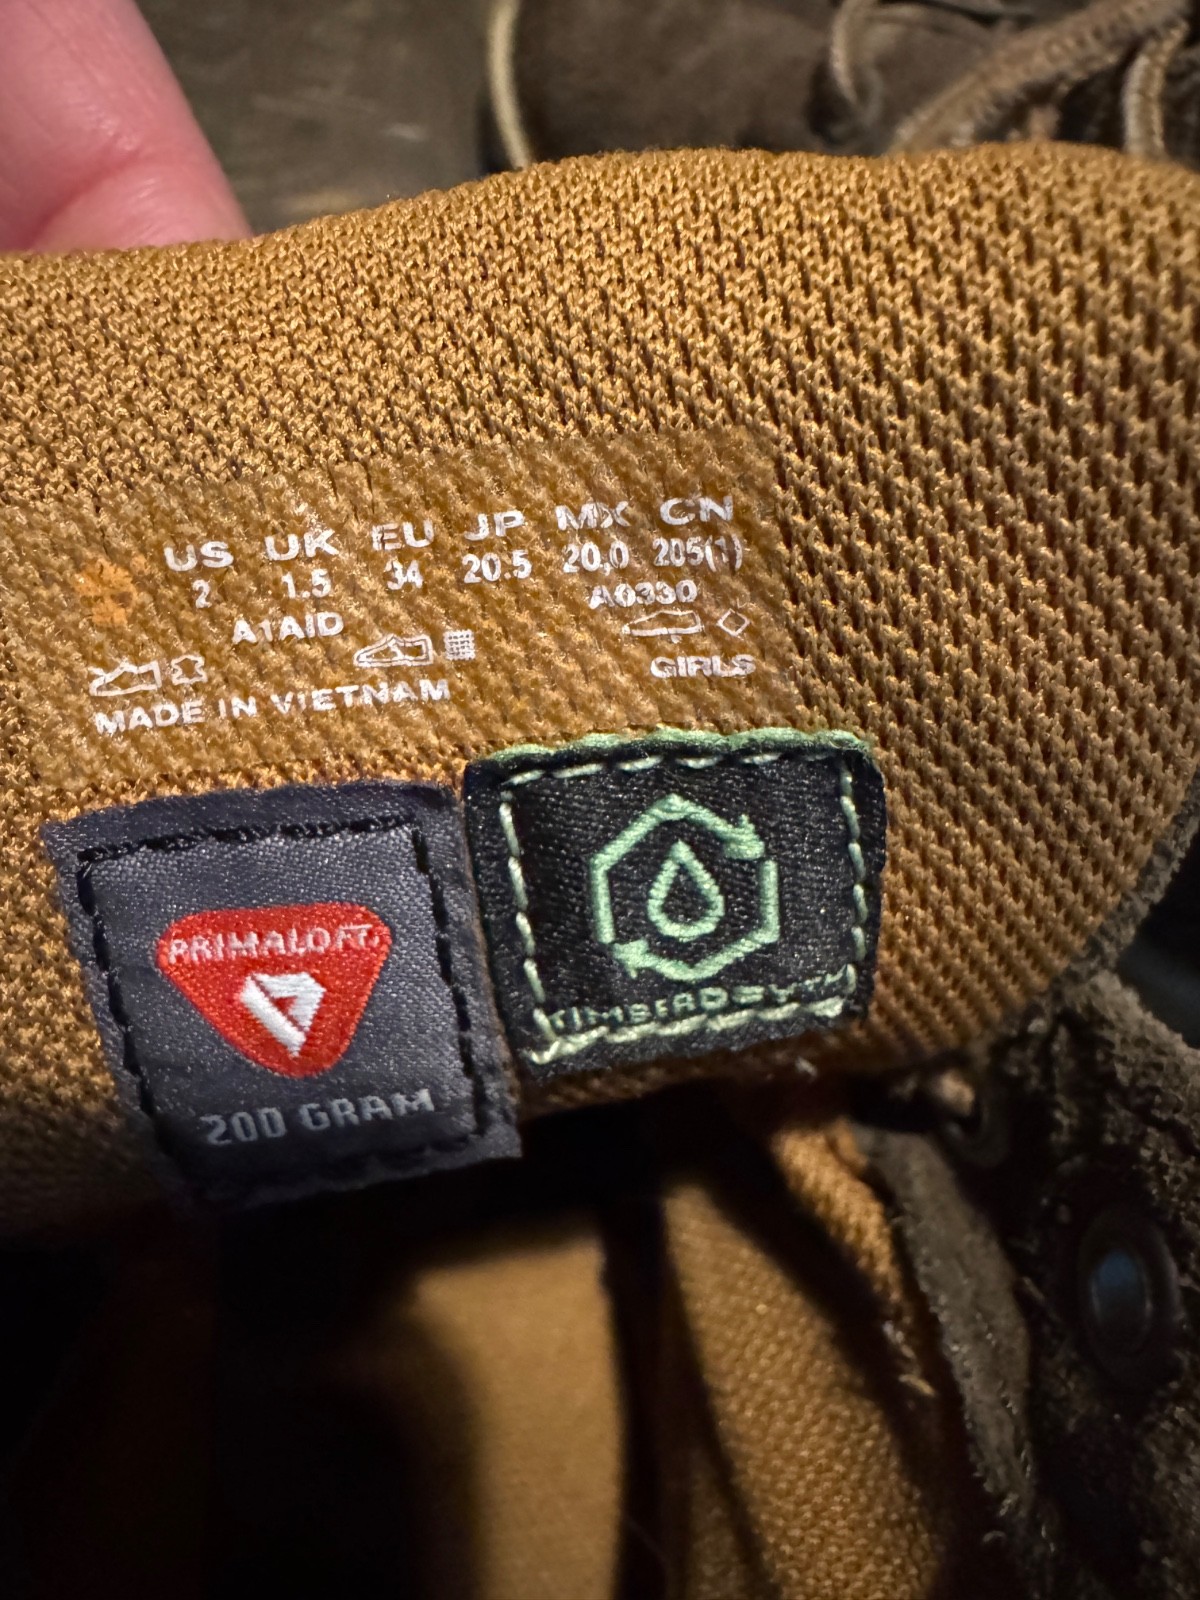 US UK EU JP MX CN
2 1.5 34 20.5 20.0 205(1)
A1AID A0330
GIRLS
MADE IN VIETNAM
PRIMALOFT
200 GRAM
TIMBERDRY™